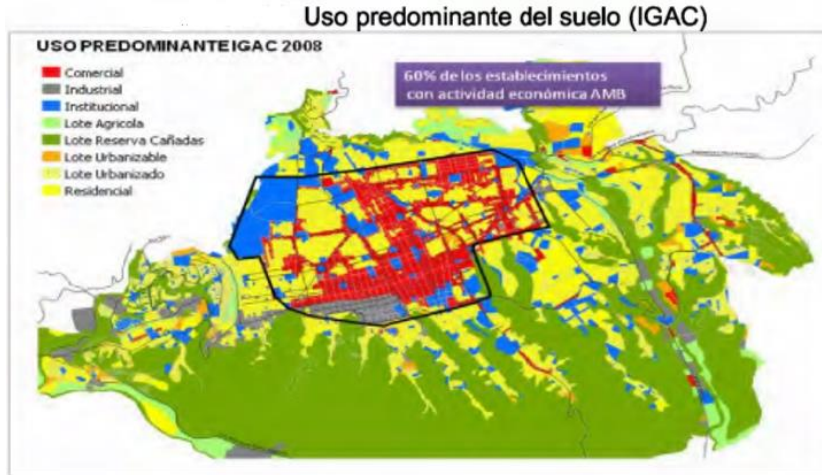 Uso predominante del suelo (IGAC)
USO PREDOMINANTE IGAC 2008
60% de los establecimientos
con actividad económica AMB
Comercial
Industrial
Institucional
Lote Agricola
Lote Reserva Cañadas
Lote Urbanizable
Lote Urbanizado
Residencial